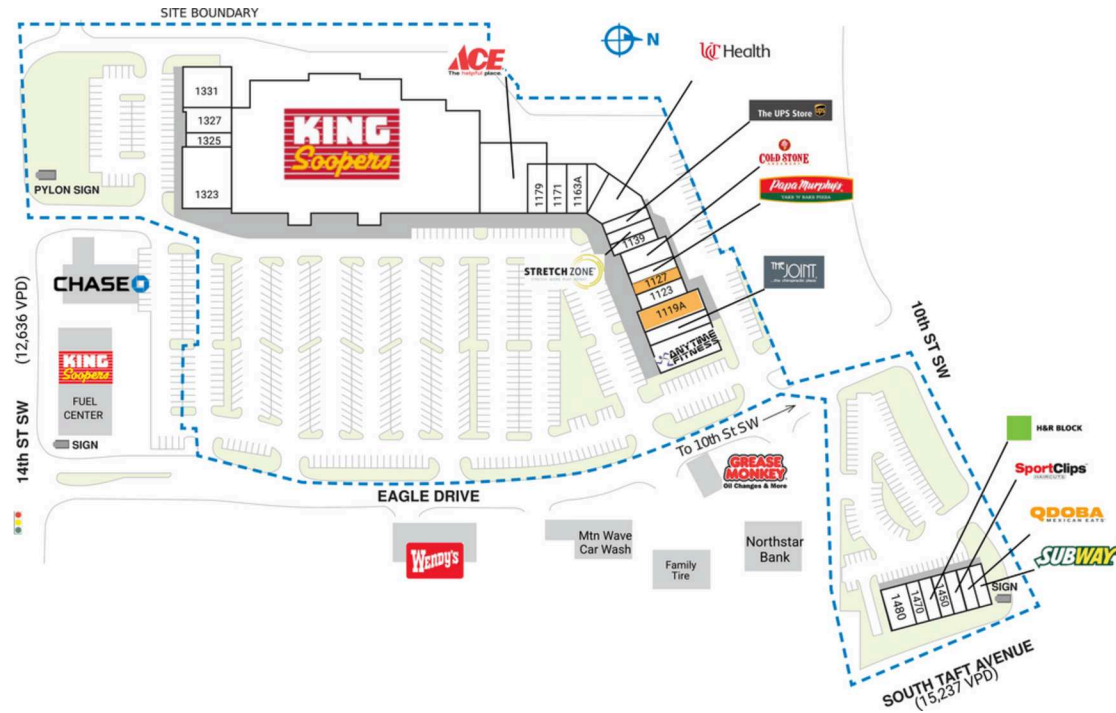 SITE BOUNDARY
N
ACE
The helpful place.
UCHealth
The UPS Store
ups
COLD STONE
CREAMERY
Papa Murphy's
TAKE 'N' BAKE PIZZA
THE JOINT
...the chiropractic place
1331
1327
1325
1323
KING
Soopers
1179
1171
1163A
1139
1127
1123
1119A
ANYTIME
FITNESS
STRETCH ZONE
PYLON SIGN
CHASE
KING
Soopers
FUEL
CENTER
SIGN
14th ST SW (12,636 VPD)
10th ST SW
To 10th St SW
EAGLE DRIVE
GREASE
MONKEY
Oil Changes & More
WENDY'S
Mtn Wave
Car Wash
Family
Tire
Northstar
Bank
H&R BLOCK
SportClips
HAIRCUTS
QDOBA
MEXICAN EATS
SUBWAY
SIGN
1480
1470
1450
SOUTH TAFT AVENUE
(15,237 VPD)